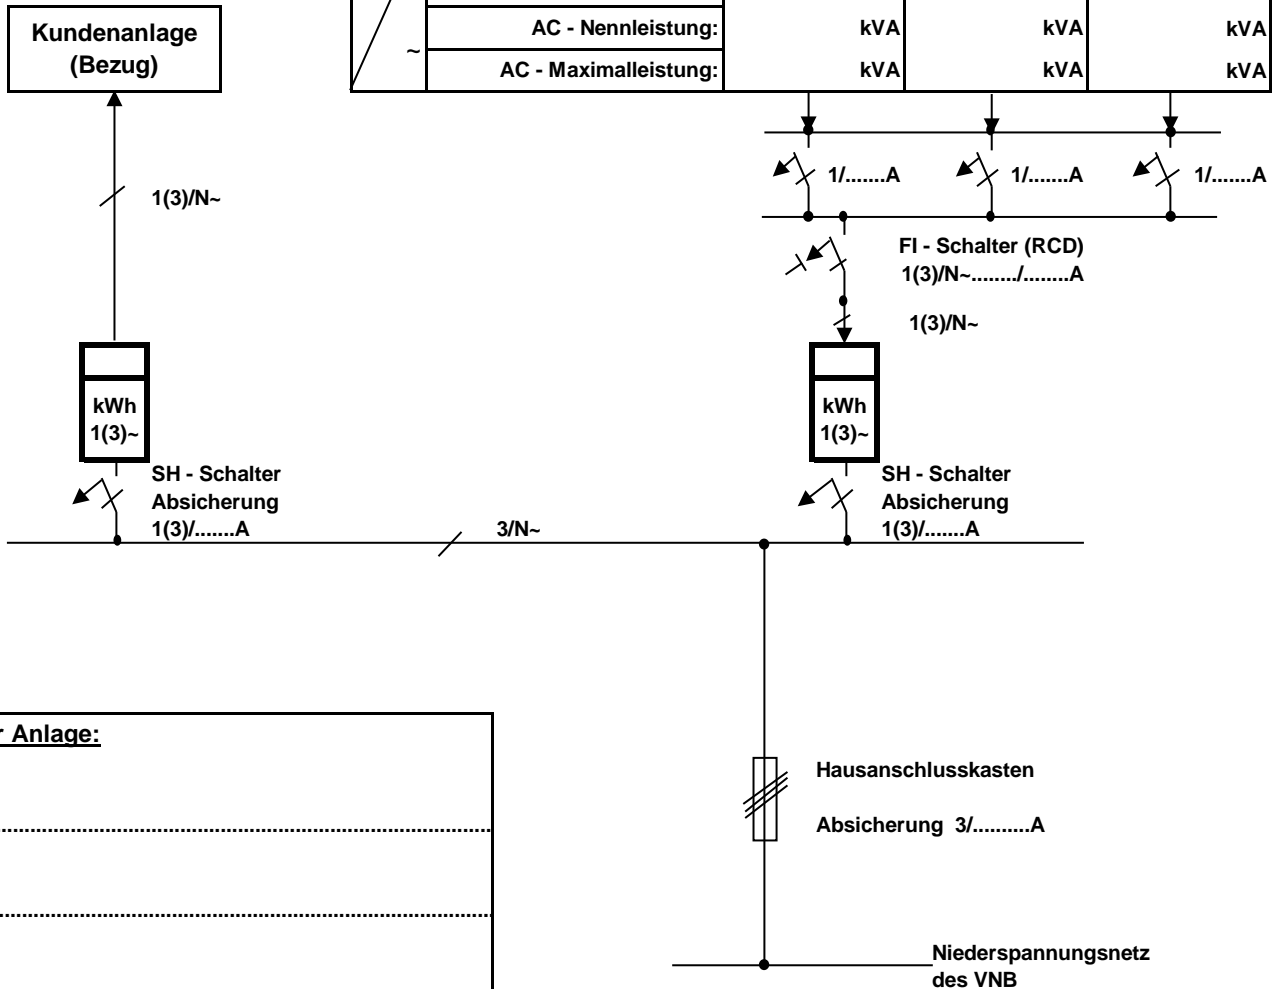 Kundenanlage
(Bezug)
~
AC - Nennleistung: kVA kVA kVA
AC - Maximalleistung: kVA kVA kVA
1/.......A 1/.......A 1/.......A
1(3)/N~
FI - Schalter (RCD)
1(3)/N~......../........A
1(3)/N~
kWh
1(3)~
kWh
1(3)~
SH - Schalter
Absicherung
1(3)/.......A
3/N~
SH - Schalter
Absicherung
1(3)/.......A
r Anlage:
Hausanschlusskasten
Absicherung 3/..........A
Niederspannungsnetz
des VNB